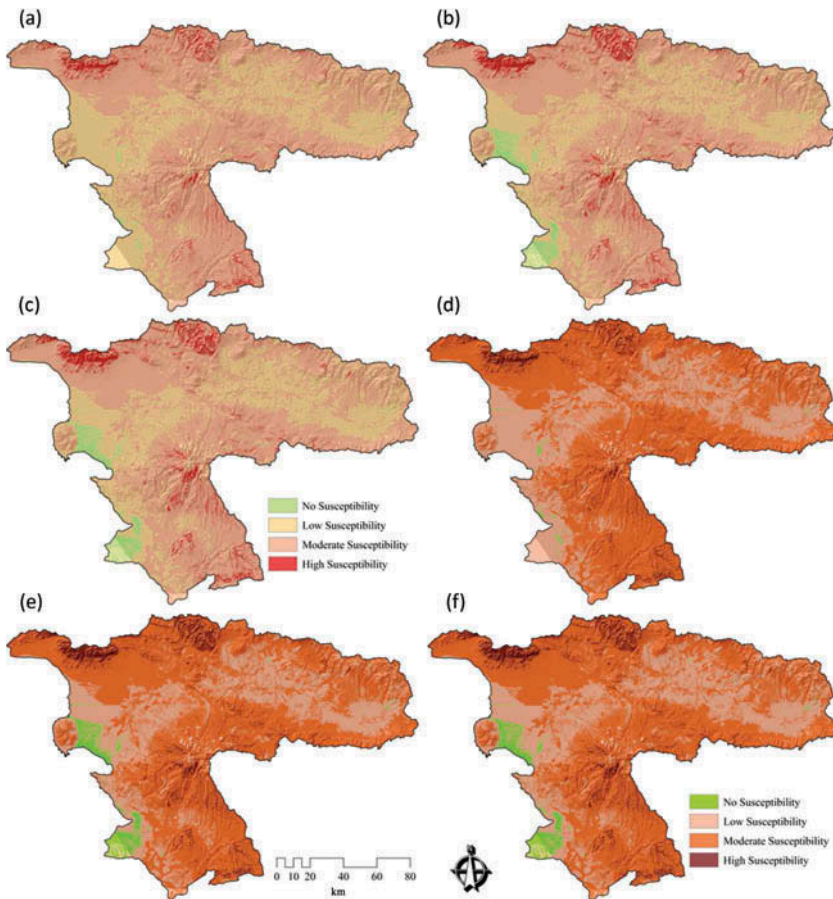 (a)
(b)
(c)
(d)
No Susceptibility
Low Susceptibility
Moderate Susceptibility
High Susceptibility
(e)
(f)
No Susceptibility
Low Susceptibility
Moderate Susceptibility
High Susceptibility
0 5 10 20 40 60 80
km